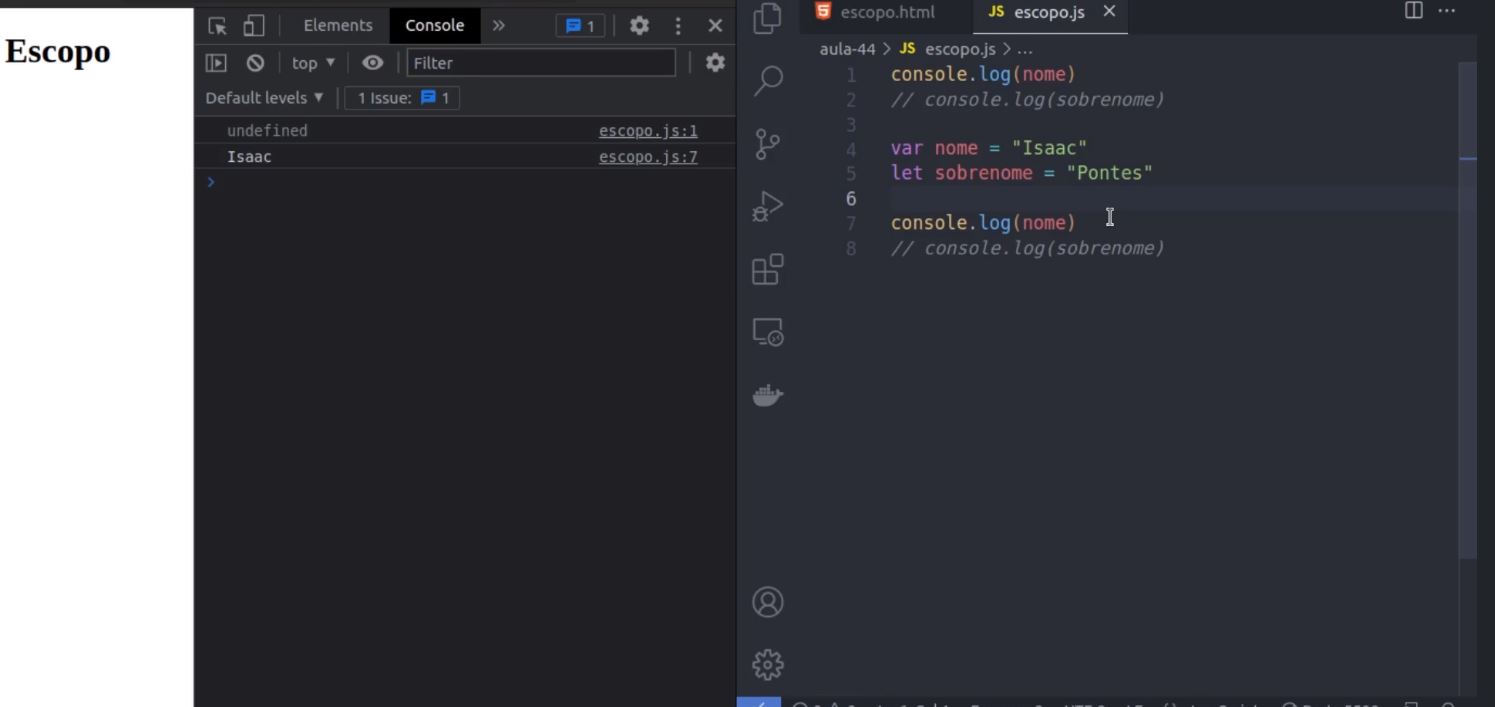 Escopo
Elements Console » 1
top ▼ Filter
Default levels ▼ 1 Issue: 1
undefined escopo.js:1
Isaac escopo.js:7
>
escopo.html JS escopo.js ×
aula-44 > JS escopo.js > ...
1 console.log(nome)
2 // console.log(sobrenome)
3
4 var nome = "Isaac"
5 let sobrenome = "Pontes"
6
7 console.log(nome)
8 // console.log(sobrenome)